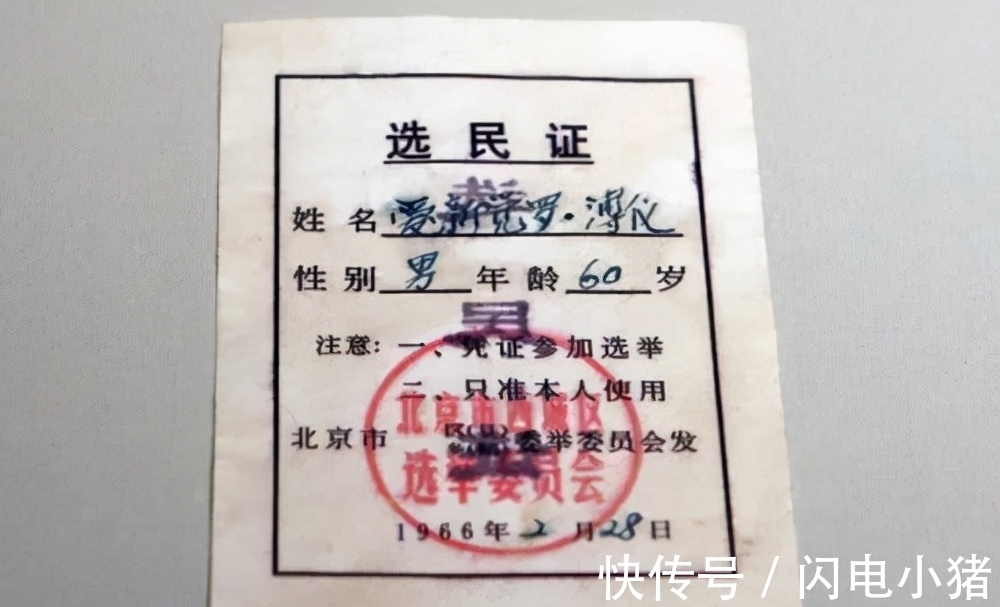 选民证
姓名 爱新觉罗·溥仪
性别 男 年龄 60 岁
男
注意：一、凭证参加选举
二、只准本人使用
北京市 选举委员会发
北京市西城区
选举委员会
1966年2月28日
快传号 / 闪电小猪